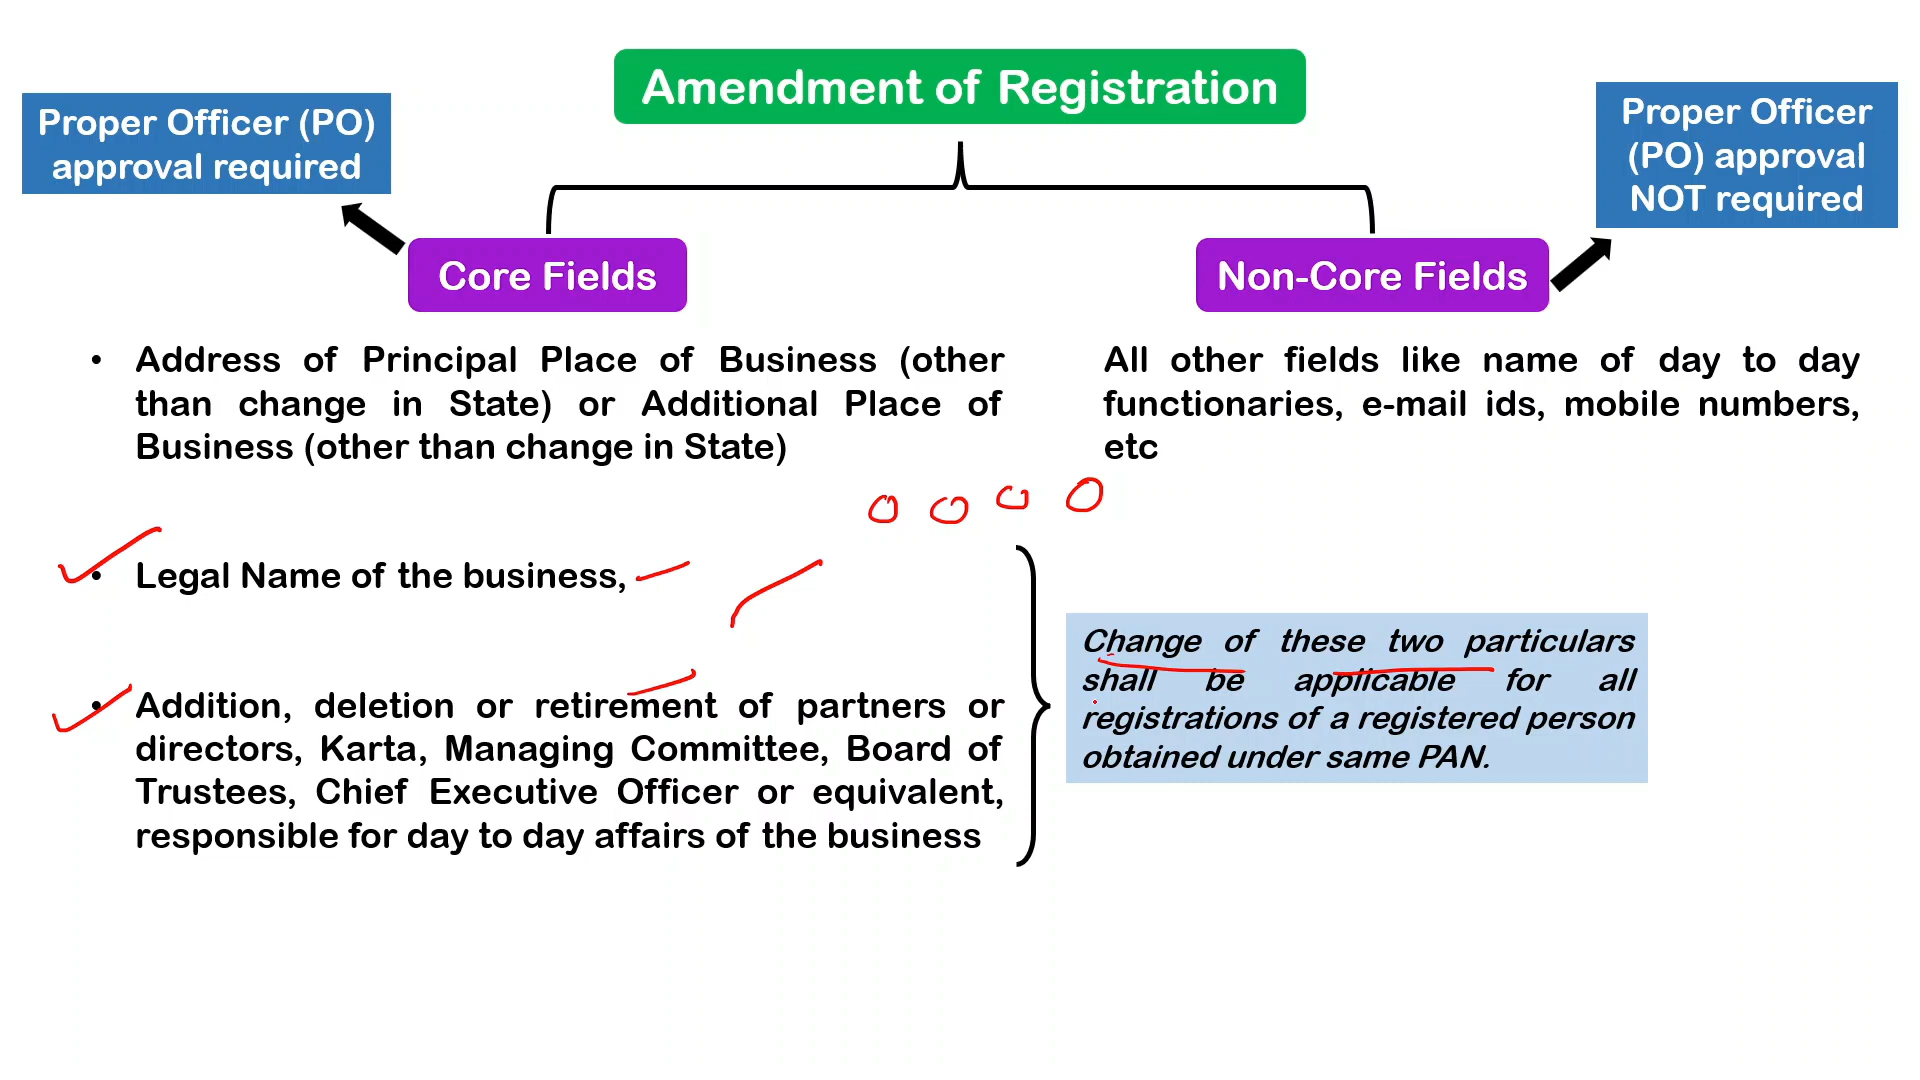 Amendment of Registration
Proper Officer (PO)
approval required
Proper Officer
(PO) approval
NOT required
Core Fields
Non-Core Fields
• Address of Principal Place of Business (other
than change in State) or Additional Place of
Business (other than change in State)
All other fields like name of day to day
functionaries, e-mail ids, mobile numbers,
etc
• Legal Name of the business,
• Addition, deletion or retirement of partners or
directors, Karta, Managing Committee, Board of
Trustees, Chief Executive Officer or equivalent,
responsible for day to day affairs of the business
Change of these two particulars
shall be applicable for all
registrations of a registered person
obtained under same PAN.